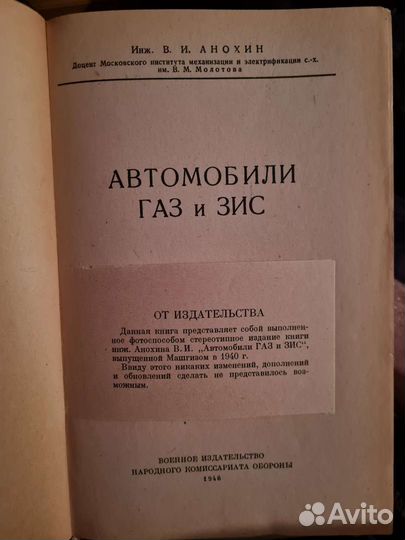 Инж. В. И. АНОХИН
Доцент Московского института механизации и электрификации с.-х.
им. В. М. Молотова
АВТОМОБИЛИ
ГАЗ и ЗИС
ОТ ИЗДАТЕЛЬСТВА
Данная книга представляет собой выполнен-
ное фотоспособом стереотипное издание книги
инж. Анохина В. И. „Автомобили ГАЗ и ЗИС",
выпущенной Машгизом в 1940 г.
Ввиду этого никаких изменений, дополнений
и обновлений сделать не представилось воз-
можным.
ВОЕННОЕ ИЗДАТЕЛЬСТВО
НАРОДНОГО КОМИССАРИАТА ОБОРОНЫ
1946
Avito